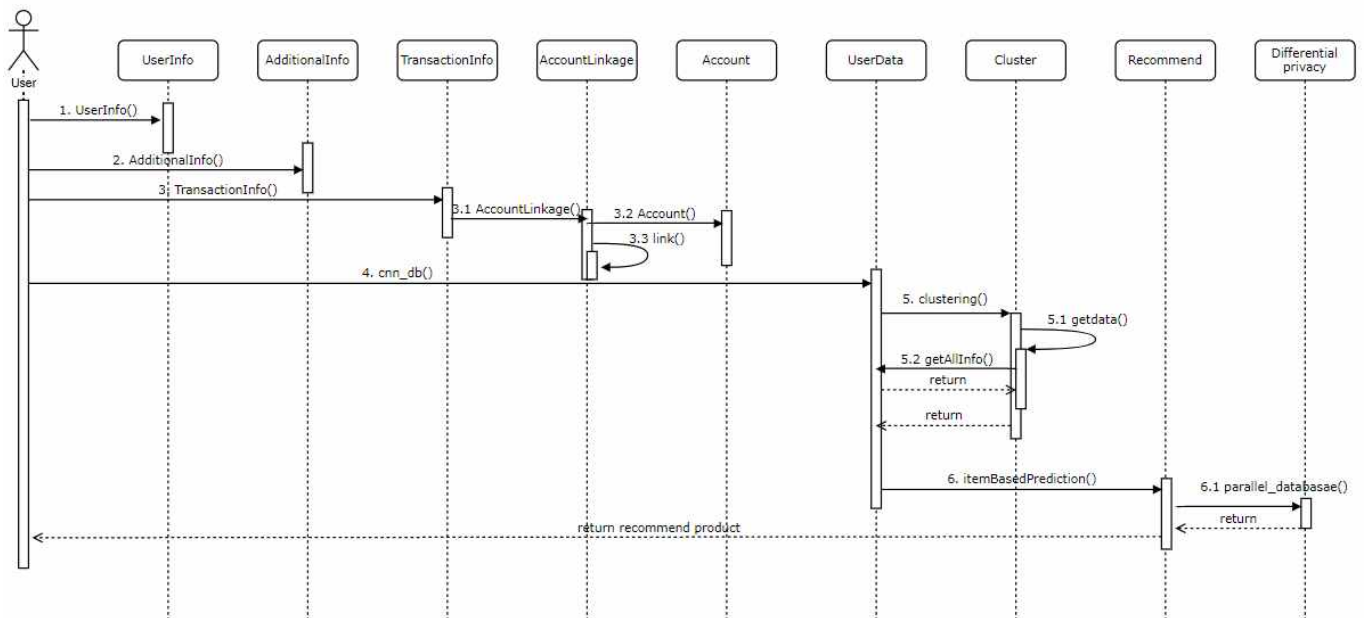 User
UserInfo
AdditionalInfo
TransactionInfo
AccountLinkage
Account
UserData
Cluster
Recommend
Differential
privacy
1. UserInfo()
2. AdditionalInfo()
3. TransactionInfo()
3.1 AccountLinkage()
3.2 Account()
3.3 link()
4. cnn_db()
5. clustering()
5.1 getdata()
5.2 getAllInfo()
return
return
6. itemBasedPrediction()
6.1 parallel_databasae()
return
return recommend product